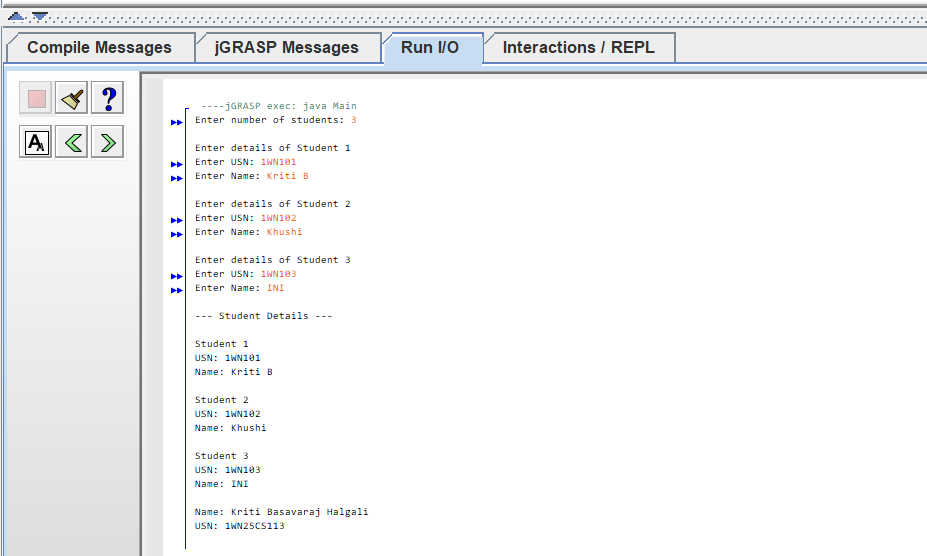 Compile Messages
jGRASP Messages
Run I/O
Interactions / REPL
?
A A
----jGRASP exec: java Main
Enter number of students: 3
Enter details of Student 1
Enter USN: 1WN101
Enter Name: Kriti B
Enter details of Student 2
Enter USN: 1WN102
Enter Name: Khushi
Enter details of Student 3
Enter USN: 1WN103
Enter Name: INI
--- Student Details ---
Student 1
USN: 1WN101
Name: Kriti B
Student 2
USN: 1WN102
Name: Khushi
Student 3
USN: 1WN103
Name: INI
Name: Kriti Basavaraj Halgali
USN: 1WN25CS113